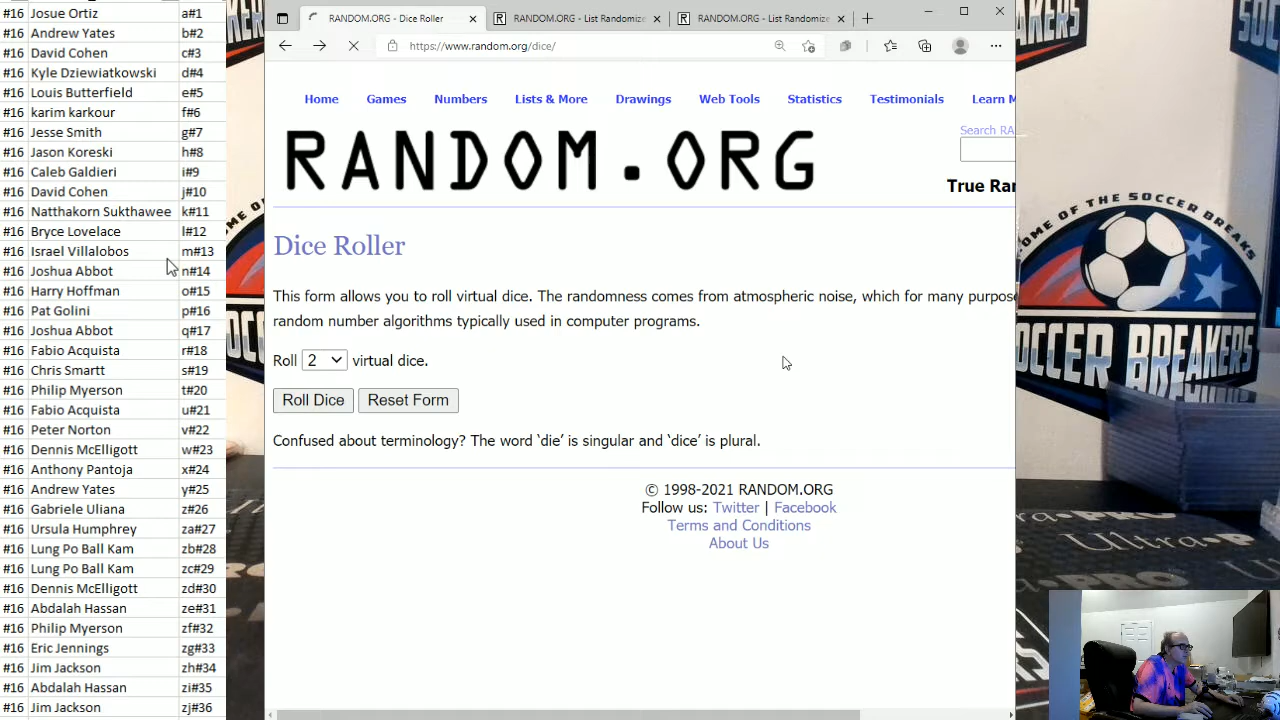 #16 Josue Ortiz a#1
#16 Andrew Yates b#2
#16 David Cohen c#3
#16 Kyle Dziewiatkowski d#4
#16 Louis Butterfield e#5
#16 karim karkour f#6
#16 Jesse Smith g#7
#16 Jason Koreski h#8
#16 Caleb Galdieri i#9
#16 David Cohen j#10
#16 Natthakorn Sukthawee k#11
#16 Bryce Lovelace l#12
#16 Israel Villalobos m#13
#16 Joshua Abbot n#14
#16 Harry Hoffman o#15
#16 Pat Golini p#16
#16 Joshua Abbot q#17
#16 Fabio Acquista r#18
#16 Chris Smartt s#19
#16 Philip Myerson t#20
#16 Fabio Acquista u#21
#16 Peter Norton v#22
#16 Dennis McElligott w#23
#16 Anthony Pantoja x#24
#16 Andrew Yates y#25
#16 Gabriele Uliana z#26
#16 Ursula Humphrey za#27
#16 Lung Po Ball Kam zb#28
#16 Lung Po Ball Kam zc#29
#16 Dennis McElligott zd#30
#16 Abdalah Hassan ze#31
#16 Philip Myerson zf#32
#16 Eric Jennings zg#33
#16 Jim Jackson zh#34
#16 Abdalah Hassan zi#35
#16 Jim Jackson zj#36
RANDOM.ORG - Dice Roller
RANDOM.ORG - List Randomize
RANDOM.ORG - List Randomize
https://www.random.org/dice/
Home Games Numbers Lists & More Drawings Web Tools Statistics Testimonials Learn M
RANDOM.ORG
Search RA
True Ran
Dice Roller
This form allows you to roll virtual dice. The randomness comes from atmospheric noise, which for many purpose
random number algorithms typically used in computer programs.
Roll 2 virtual dice.
Roll Dice Reset Form
Confused about terminology? The word ‘die’ is singular and ‘dice’ is plural.
© 1998-2021 RANDOM.ORG
Follow us: Twitter | Facebook
Terms and Conditions
About Us
OME OF THE SOCCER BREAKS
SOCCER BREAKERS
Ultra•PRO